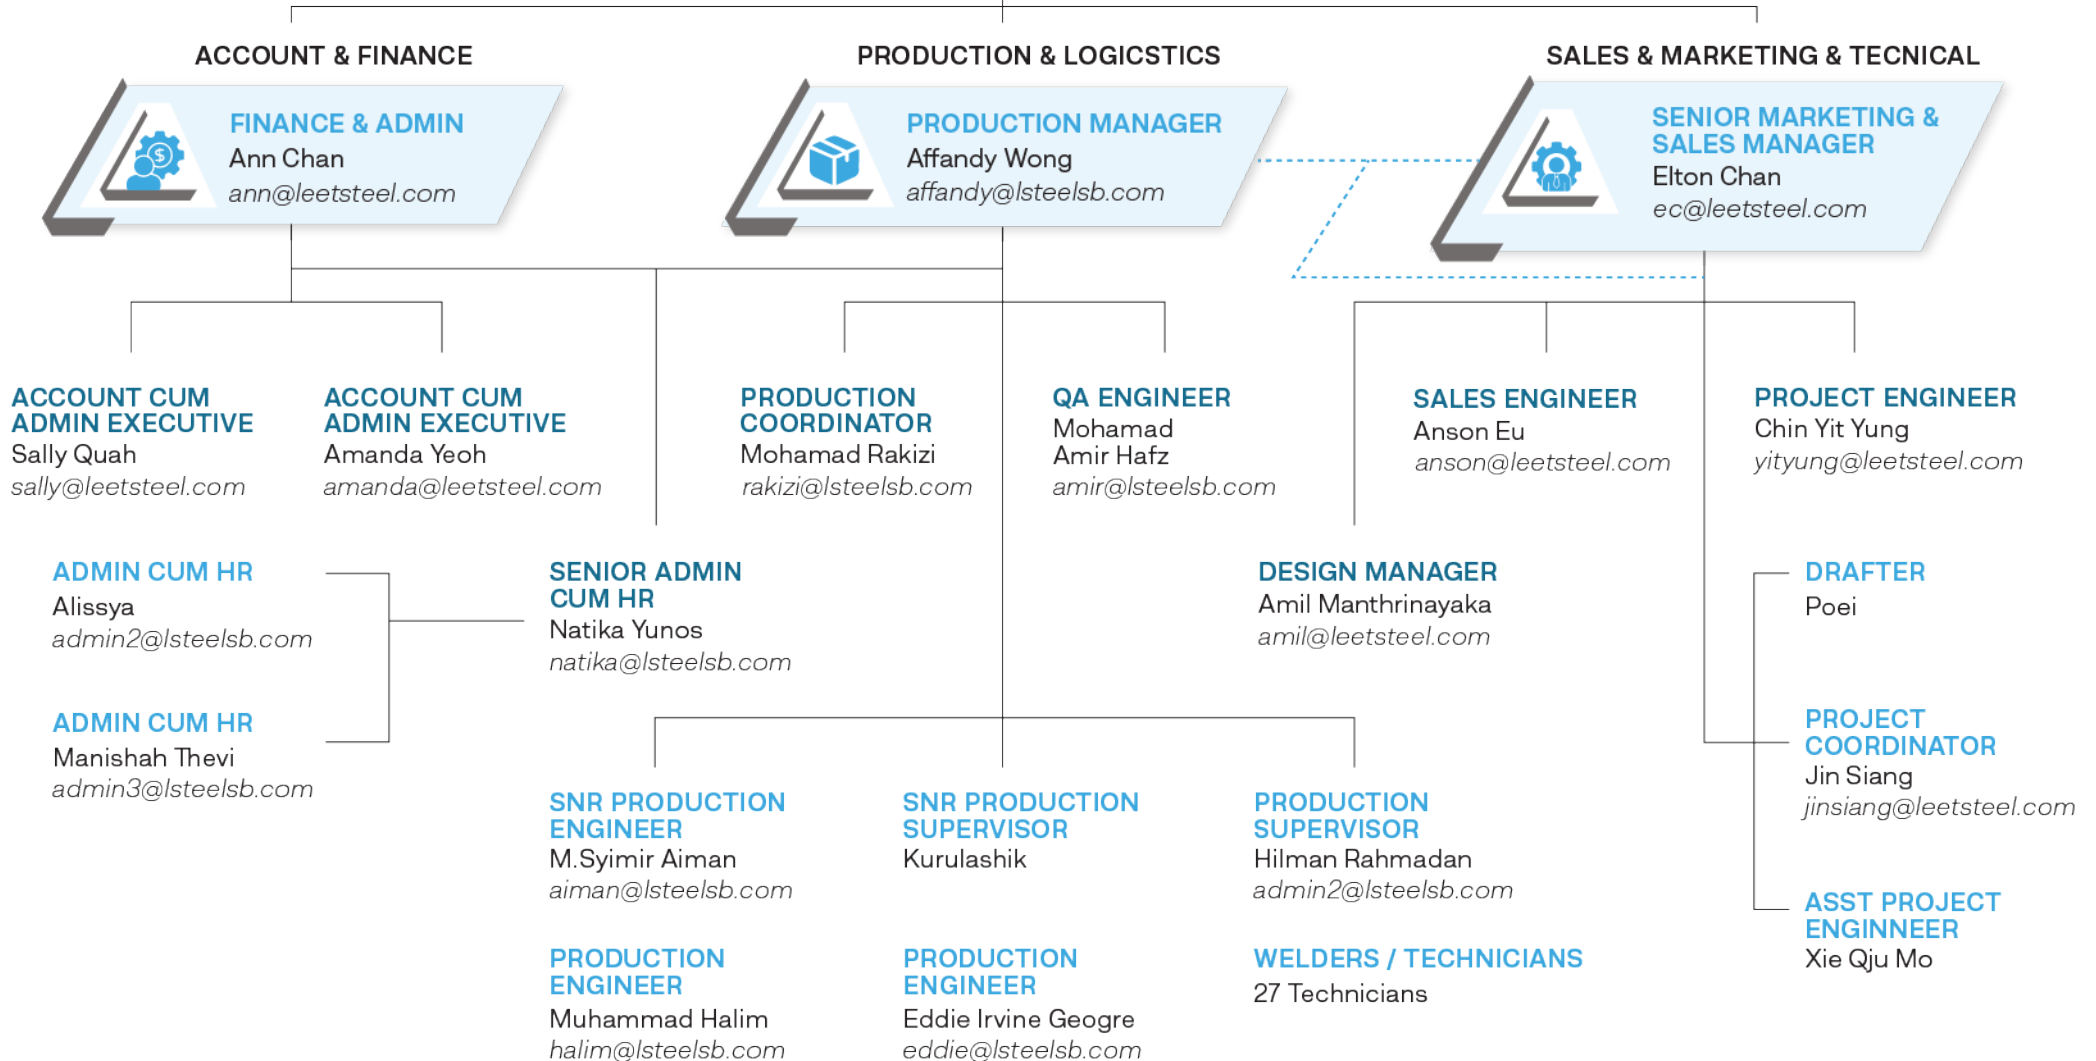 ACCOUNT & FINANCE
PRODUCTION & LOGICSTICS
SALES & MARKETING & TECNICAL
FINANCE & ADMIN
Ann Chan
ann@leetsteel.com
PRODUCTION MANAGER
Affandy Wong
affandy@lsteelsb.com
SENIOR MARKETING &
SALES MANAGER
Elton Chan
ec@leetsteel.com
$
ACCOUNT CUM
ADMIN EXECUTIVE
Sally Quah
sally@leetsteel.com
ACCOUNT CUM
ADMIN EXECUTIVE
Amanda Yeoh
amanda@leetsteel.com
PRODUCTION
COORDINATOR
Mohamad Rakizi
rakizi@lsteelsb.com
QA ENGINEER
Mohamad
Amir Hafz
amir@lsteelsb.com
SALES ENGINEER
Anson Eu
anson@leetsteel.com
PROJECT ENGINEER
Chin Yit Yung
yityung@leetsteel.com
ADMIN CUM HR
Alissya
admin2@lsteelsb.com
SENIOR ADMIN
CUM HR
Natika Yunos
natika@lsteelsb.com
DESIGN MANAGER
Amil Manthrinayaka
amil@leetsteel.com
DRAFTER
Poei
ADMIN CUM HR
Manishah Thevi
admin3@lsteelsb.com
PROJECT
COORDINATOR
Jin Siang
jinsiang@leetsteel.com
SNR PRODUCTION
ENGINEER
M.Syimir Aiman
aiman@lsteelsb.com
SNR PRODUCTION
SUPERVISOR
Kurulashik
PRODUCTION
SUPERVISOR
Hilman Rahmadan
admin2@lsteelsb.com
ASST PROJECT
ENGINNEER
Xie Qju Mo
PRODUCTION
ENGINEER
Muhammad Halim
halim@lsteelsb.com
PRODUCTION
ENGINEER
Eddie Irvine Geogre
eddie@lsteelsb.com
WELDERS / TECHNICIANS
27 Technicians